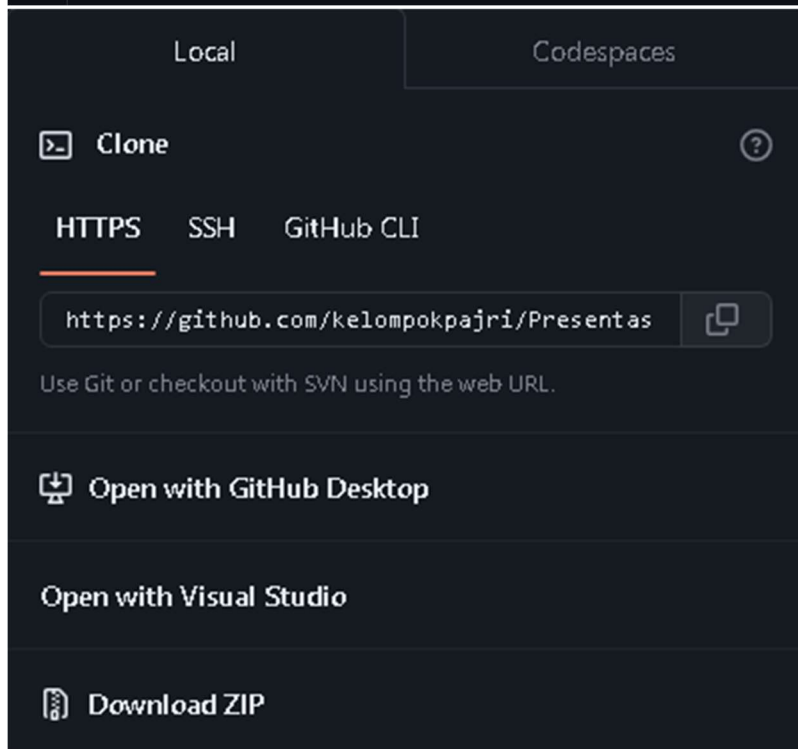 Local Codespaces
Clone
HTTPS SSH GitHub CLI
https://github.com/kelompokpajri/Presentas
Use Git or checkout with SVN using the web URL.
Open with GitHub Desktop
Open with Visual Studio
Download ZIP